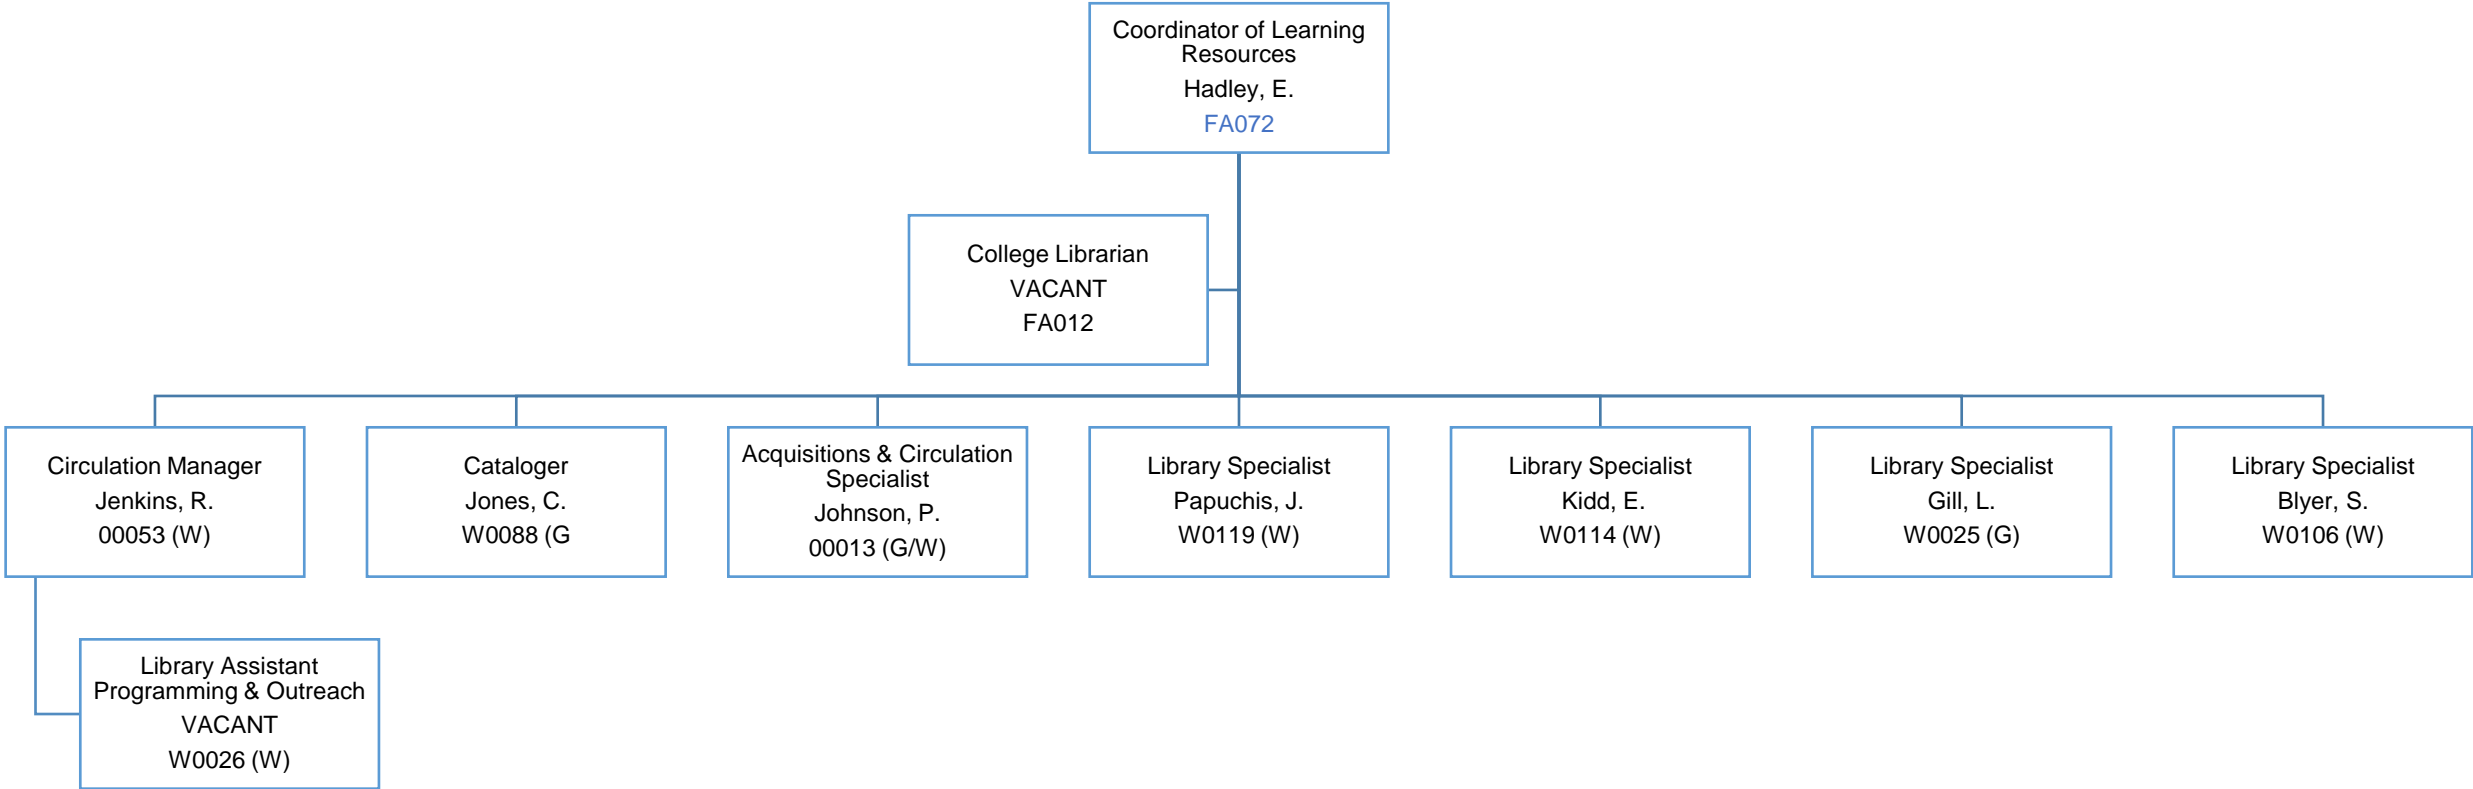 Coordinator of Learning
Resources
Hadley, E.
FA072
College Librarian
VACANT
FA012
Circulation Manager
Jenkins, R.
00053 (W)
Cataloger
Jones, C.
W0088 (G
Acquisitions & Circulation
Specialist
Johnson, P.
00013 (G/W)
Library Specialist
Papuchis, J.
W0119 (W)
Library Specialist
Kidd, E.
W0114 (W)
Library Specialist
Gill, L.
W0025 (G)
Library Specialist
Blyer, S.
W0106 (W)
Library Assistant
Programming & Outreach
VACANT
W0026 (W)